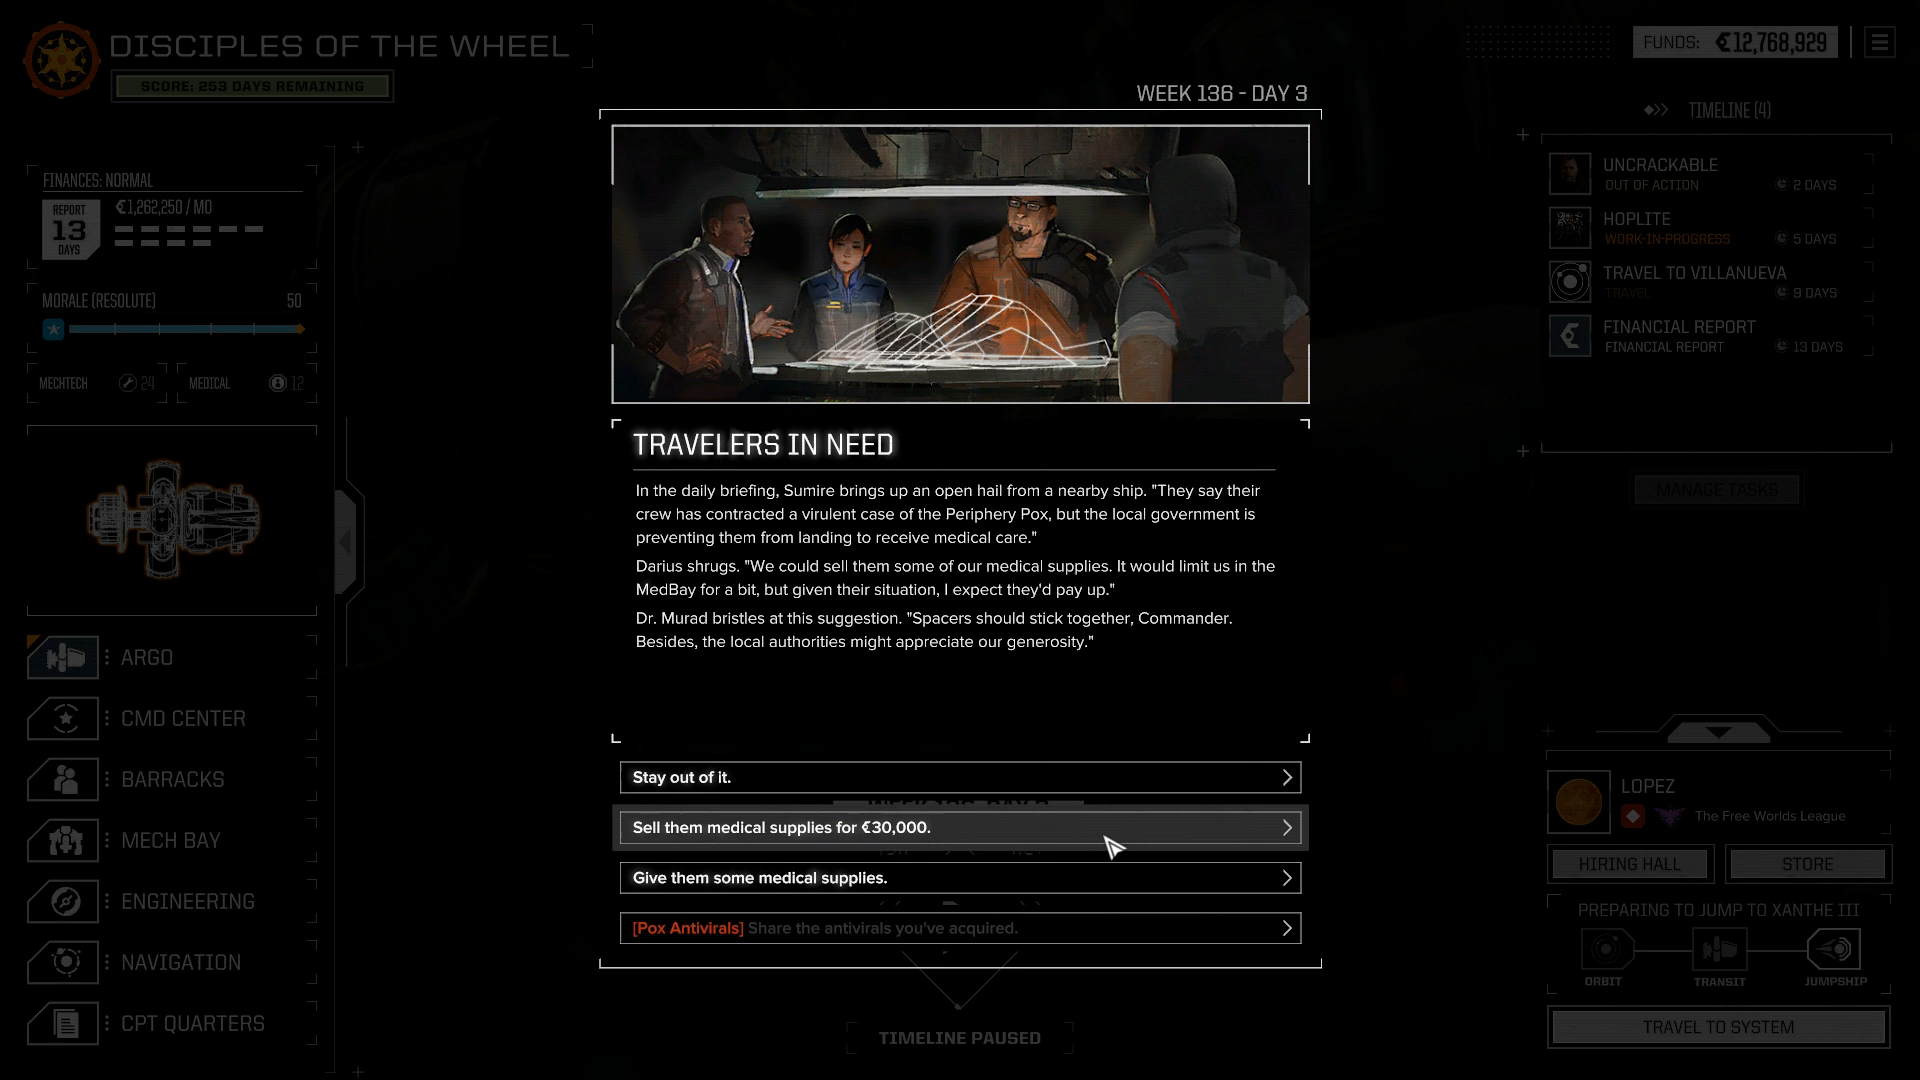 DISCIPLES OF THE WHEEL
SCORE: 253 DAYS REMAINING
FUNDS: €12,768,929
WEEK 136 - DAY 3
TIMELINE (4)
FINANCES: NORMAL
REPORT
13
DAYS
€1,262,250 / MO
MORALE (RESOLUTE) 50
MECHTECH 24
MEDICAL 12
UNCRACKABLE
OUT OF ACTION 2 DAYS
HOPLITE
WORK-IN-PROGRESS 5 DAYS
TRAVEL TO VILLANUEVA
TRAVEL 9 DAYS
FINANCIAL REPORT
FINANCIAL REPORT 13 DAYS
MANAGE TASKS
TRAVELERS IN NEED
In the daily briefing, Sumire brings up an open hail from a nearby ship. "They say their
crew has contracted a virulent case of the Periphery Pox, but the local government is
preventing them from landing to receive medical care."
Darius shrugs. "We could sell them some of our medical supplies. It would limit us in the
MedBay for a bit, but given their situation, I expect they'd pay up."
Dr. Murad bristles at this suggestion. "Spacers should stick together, Commander.
Besides, the local authorities might appreciate our generosity."
Stay out of it.
Sell them medical supplies for €30,000.
Give them some medical supplies.
[Pox Antivirals] Share the antivirals you've acquired.
TIMELINE PAUSED
ARGO
CMD CENTER
BARRACKS
MECH BAY
ENGINEERING
NAVIGATION
CPT QUARTERS
LOPEZ
The Free Worlds League
HIRING HALL
STORE
PREPARING TO JUMP TO XANTHE III
ORBIT
TRANSIT
JUMPSHIP
TRAVEL TO SYSTEM